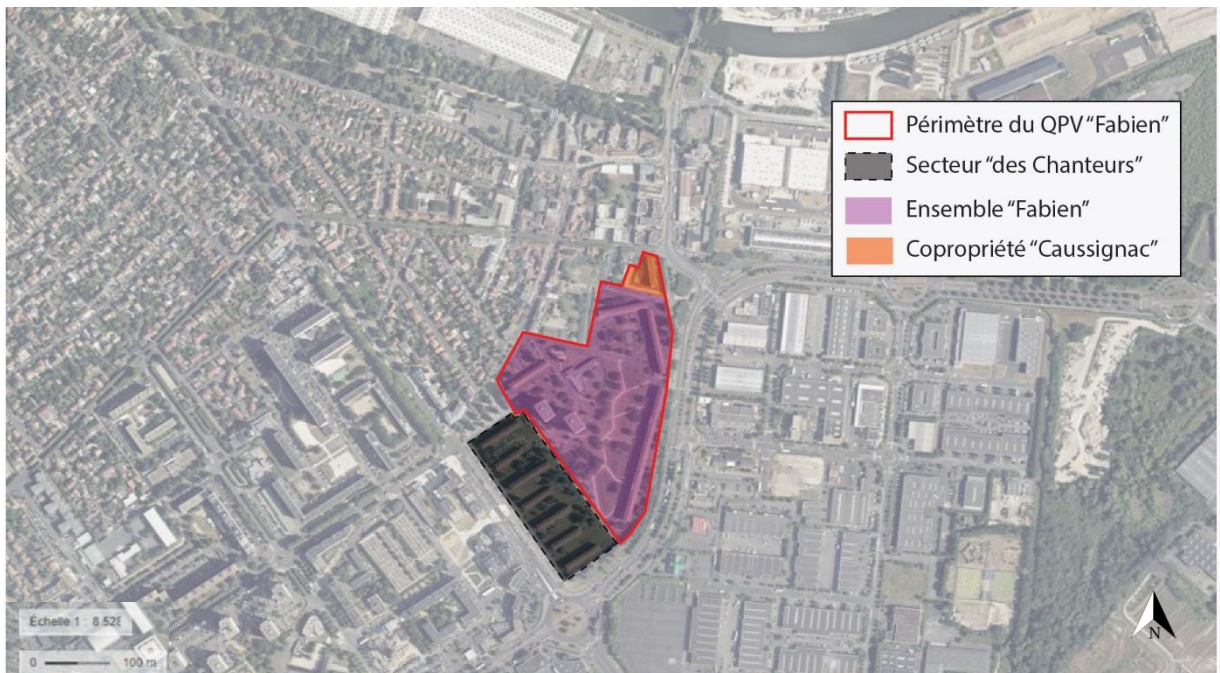 Périmètre du QPV “Fabien”
Secteur “des Chanteurs”
Ensemble “Fabien”
Copropriété “Caussignac”
Échelle 1 : 8 528
0 100 m
N